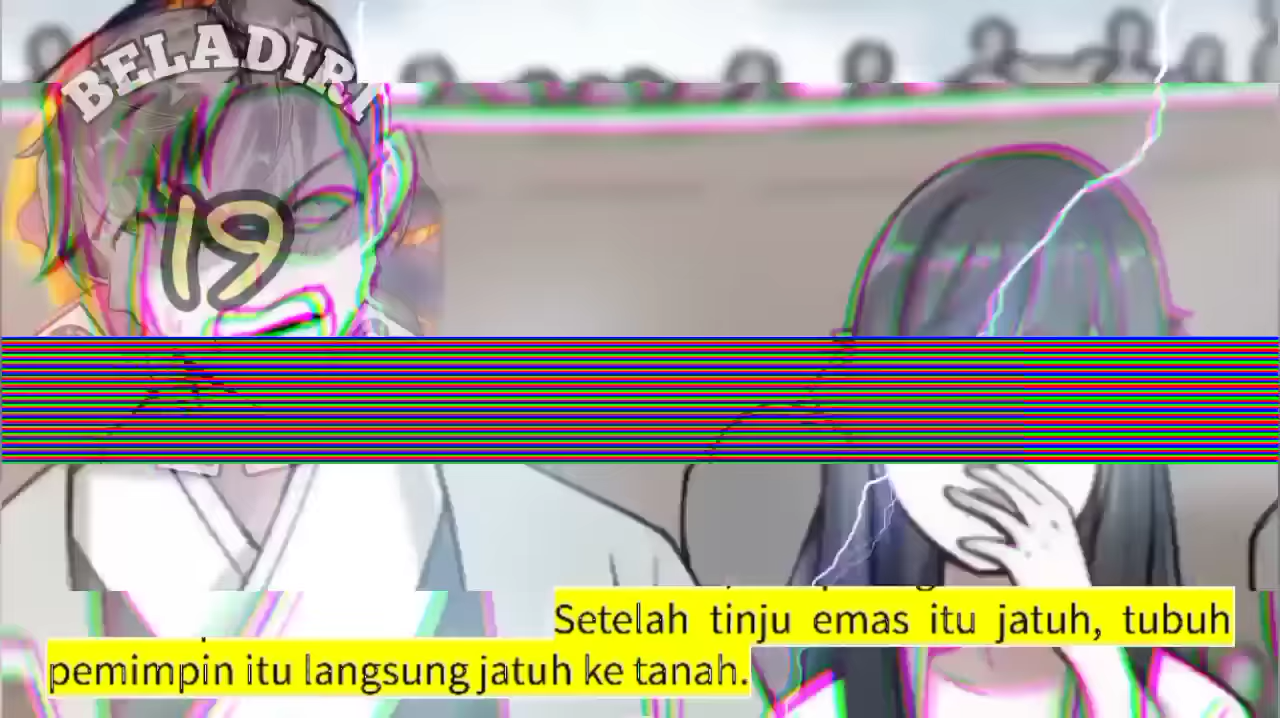 BELADIRI
19
Setelah tinju emas itu jatuh, tubuh
pemimpin itu langsung jatuh ke tanah.